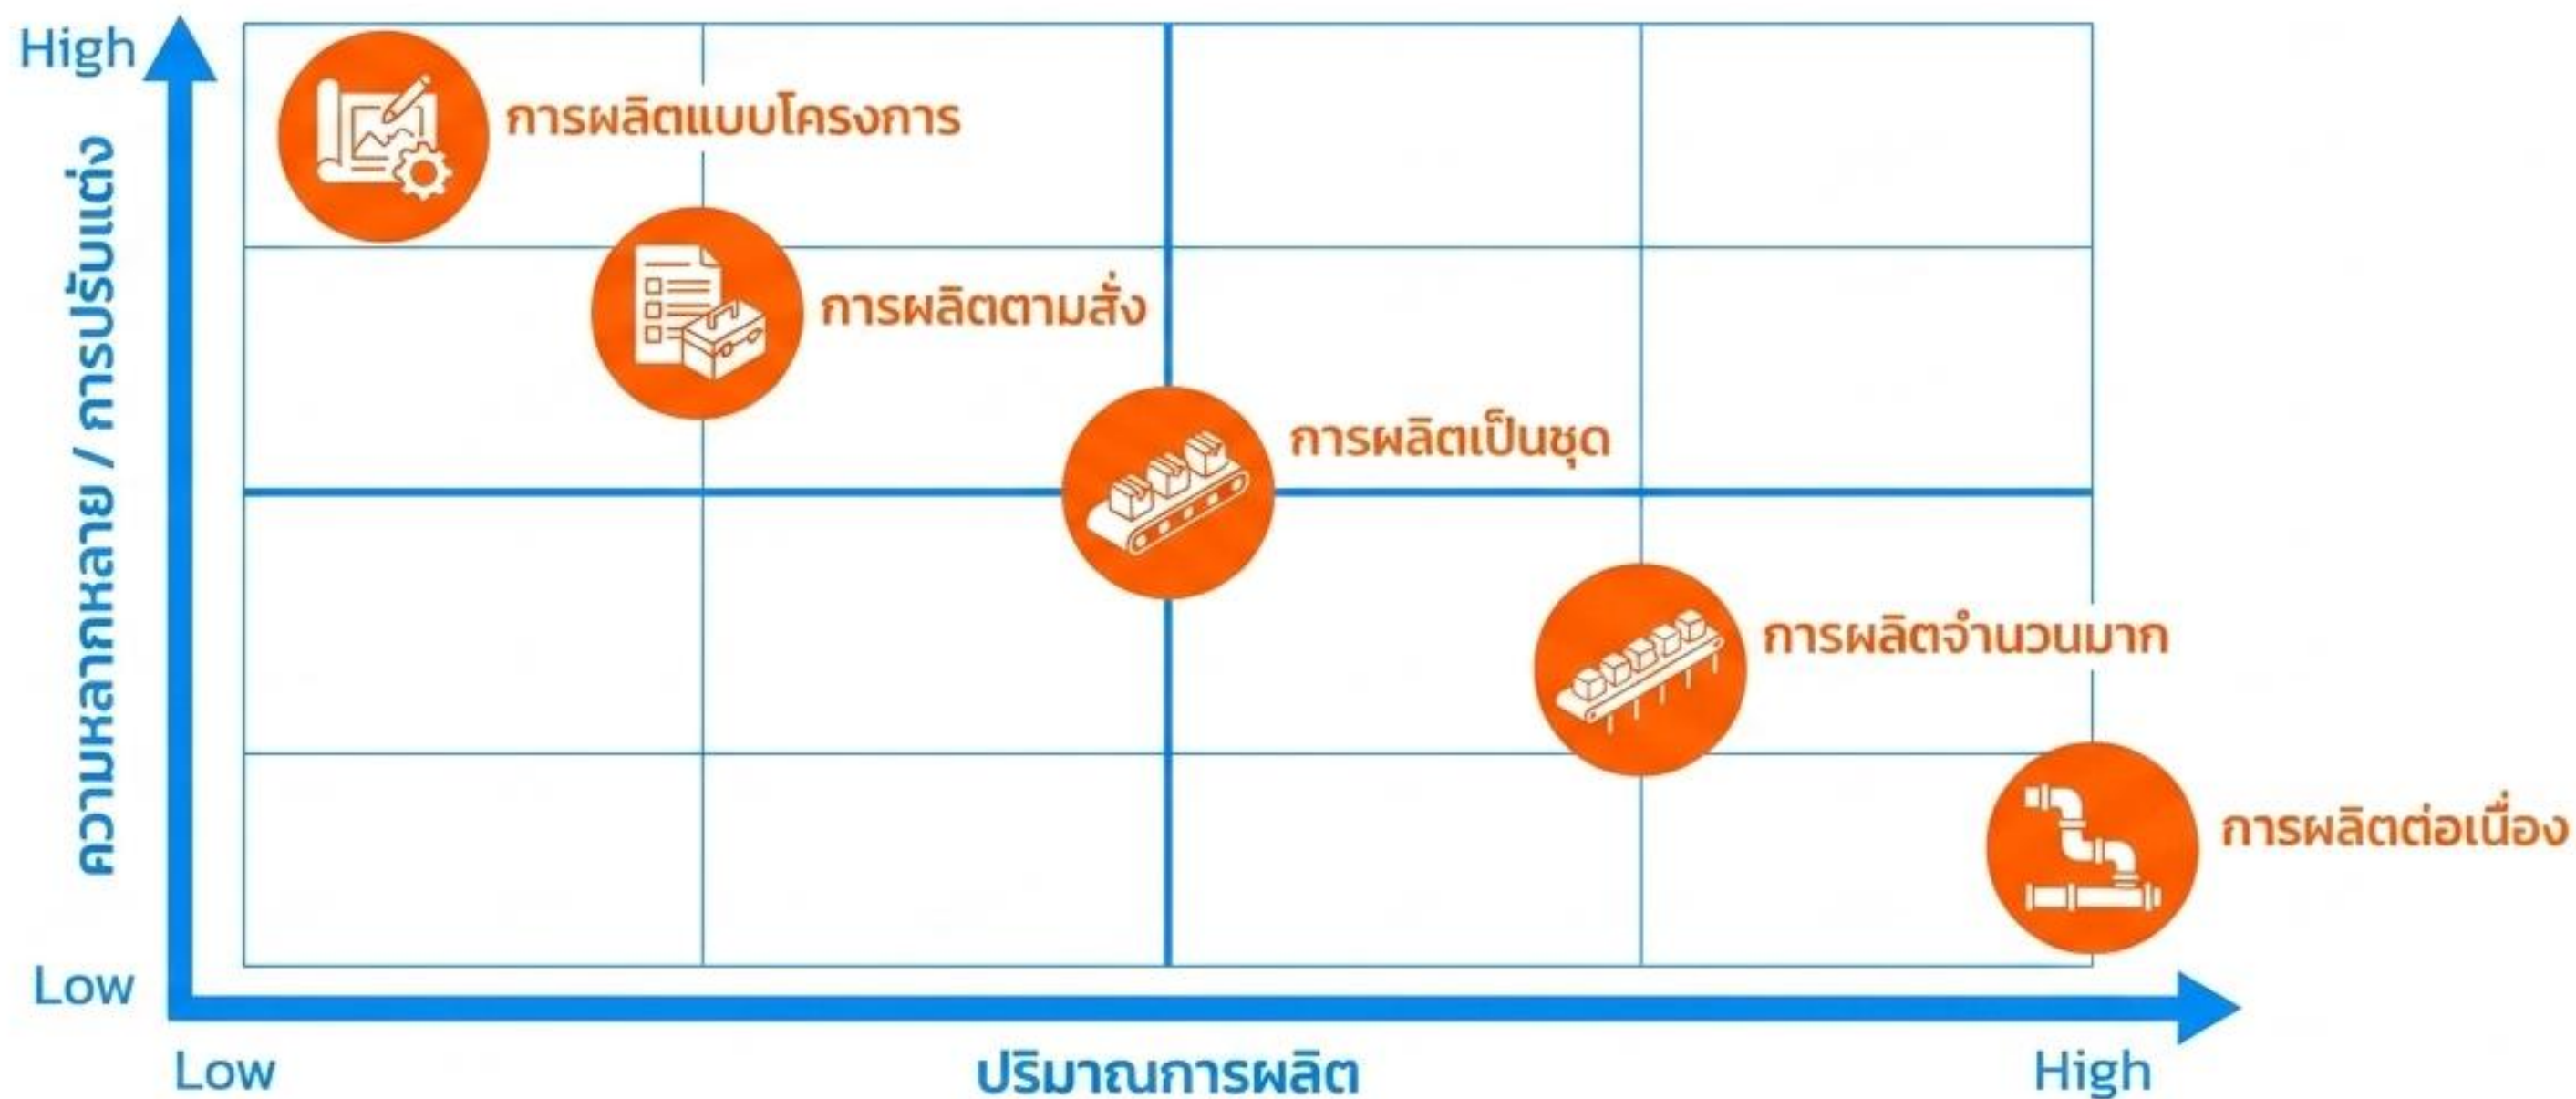 High
การผลิตแบบโครงการ
การผลิตตามสั่ง
การผลิตเป็นชุด
การผลิตจำนวนมาก
การผลิตต่อเนื่อง
ความหลากหลาย / การปรับแต่ง
Low
Low
ปริมาณการผลิต
High